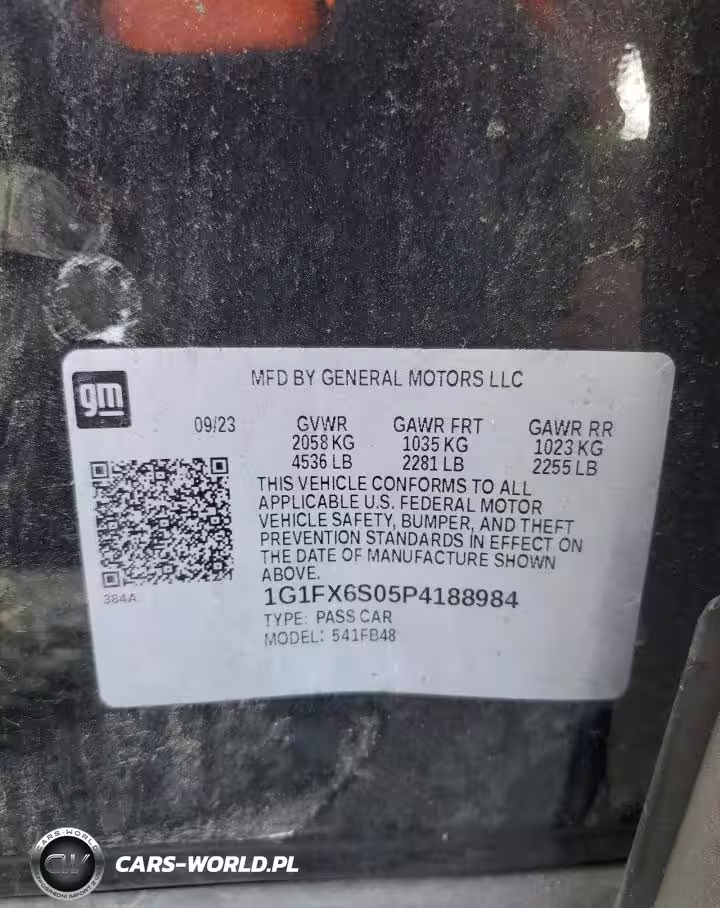 gm
MFD BY GENERAL MOTORS LLC
09/23 GVWR GAWR FRT GAWR RR
2058 KG 1035 KG 1023 KG
4536 LB 2281 LB 2255 LB
THIS VEHICLE CONFORMS TO ALL
APPLICABLE U.S. FEDERAL MOTOR
VEHICLE SAFETY, BUMPER, AND THEFT
PREVENTION STANDARDS IN EFFECT ON
THE DATE OF MANUFACTURE SHOWN
ABOVE.
384A
1G1FX6S05P4188984
TYPE: PASS CAR
MODEL: 541FB48
CARS-WORLD
CW
CARS-WORLD.PL